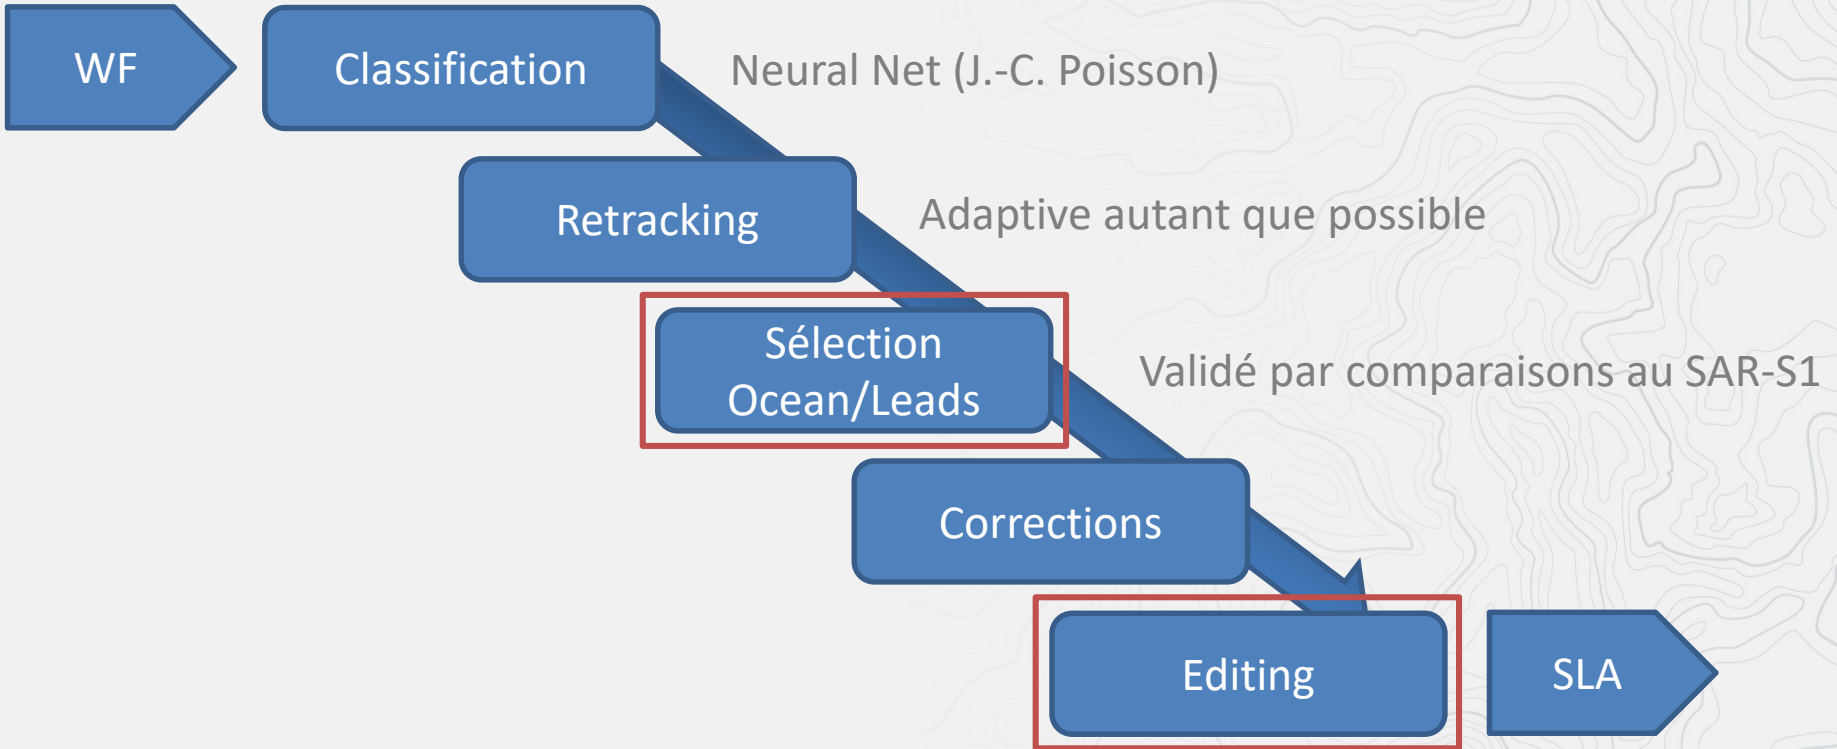 WF
Classification
Neural Net (J.-C. Poisson)
Retracking
Adaptive autant que possible
Sélection
Ocean/Leads
Validé par comparaisons au SAR-S1
Corrections
Editing
SLA